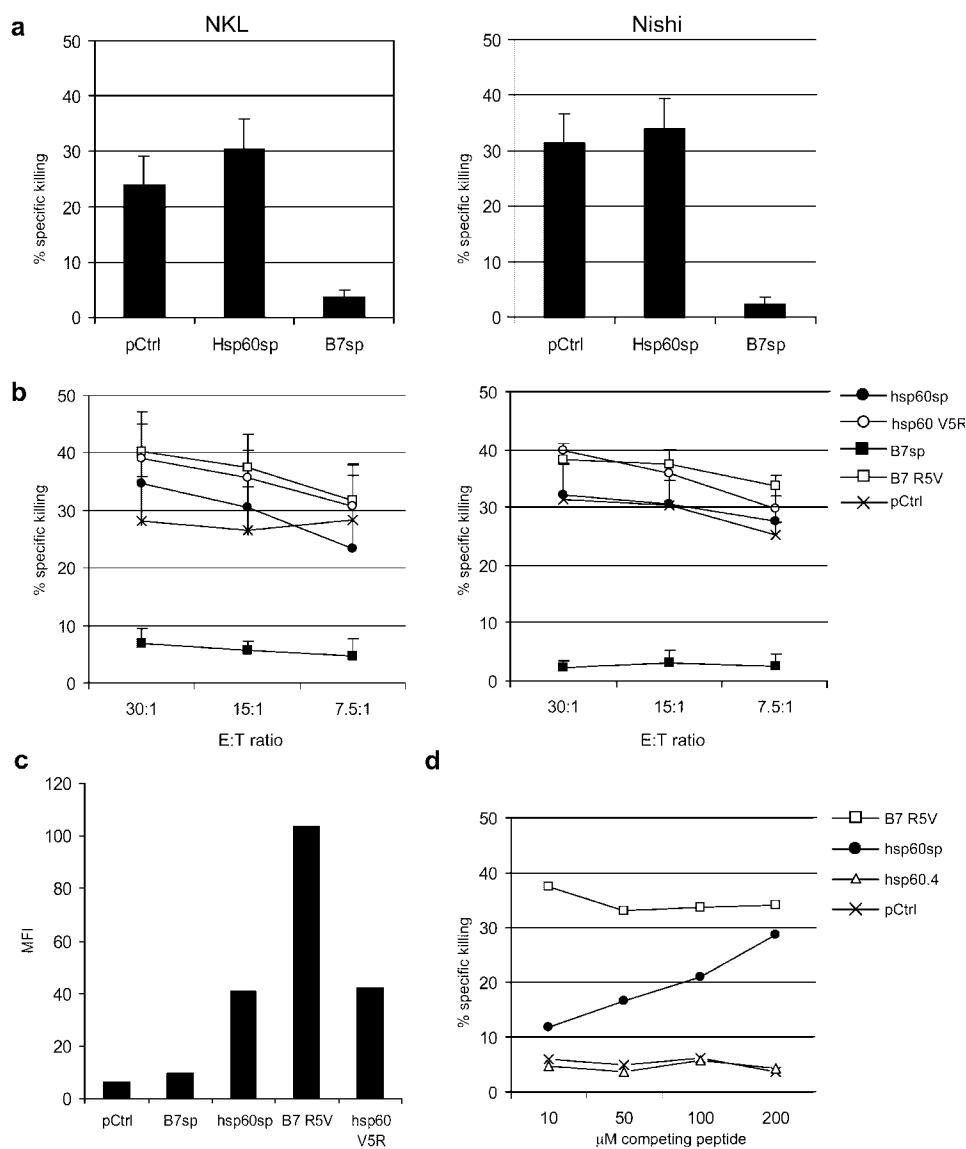 a
NKL
Nishi
50
40
30
20
10
0
% specific killing
pCtrl Hsp60sp B7sp
50
40
30
20
10
0
% specific killing
pCtrl Hsp60sp B7sp
b
50
40
30
20
10
0
% specific killing
30:1 15:1 7.5:1
E:T ratio
50
40
30
20
10
0
% specific killing
30:1 15:1 7.5:1
E:T ratio
hsp60sp
hsp60 V5R
B7sp
B7 R5V
pCtrl
c
120
100
80
60
40
20
0
MFI
pCtrl B7sp hsp60sp B7 R5V hsp60
V5R
d
50
40
30
20
10
0
% specific killing
10 50 100 200
µM competing peptide
B7 R5V
hsp60sp
hsp60.4
pCtrl